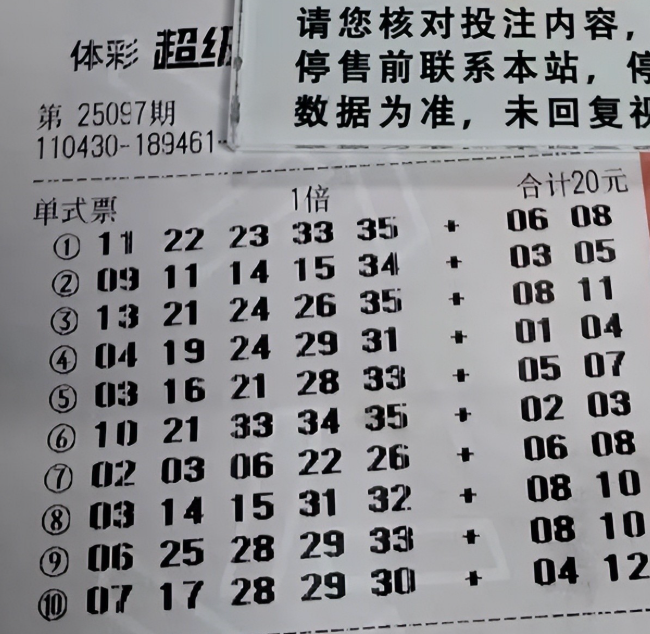 请您核对投注内容，
停售前联系本站，停
数据为准，未回复视
体彩 超级
第 25097期
110430-189461-
单式票 1倍 合计20元
① 11 22 23 33 35 + 06 08
② 09 11 14 15 34 + 03 05
③ 13 21 24 26 35 + 08 11
④ 04 19 24 29 31 + 01 04
⑤ 03 16 21 28 33 + 05 07
⑥ 10 21 33 34 35 + 02 03
⑦ 02 03 06 22 26 + 06 08
⑧ 03 14 15 31 32 + 08 10
⑨ 06 25 28 29 33 + 08 10
⑩ 07 17 28 29 30 + 04 12